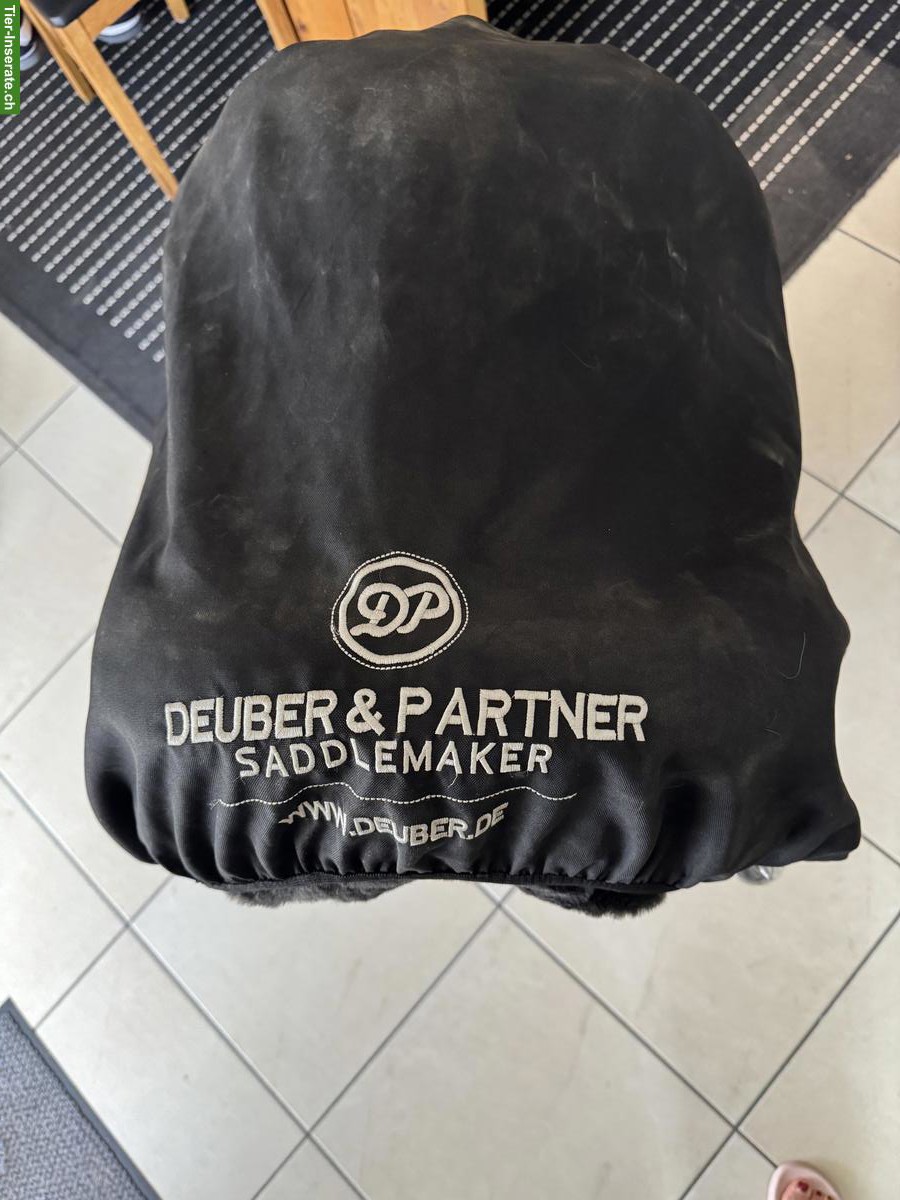 Tier-Inserate.ch
DP
DEUBER & PARTNER
SADDLEMAKER
WWW.DEUBER.DE